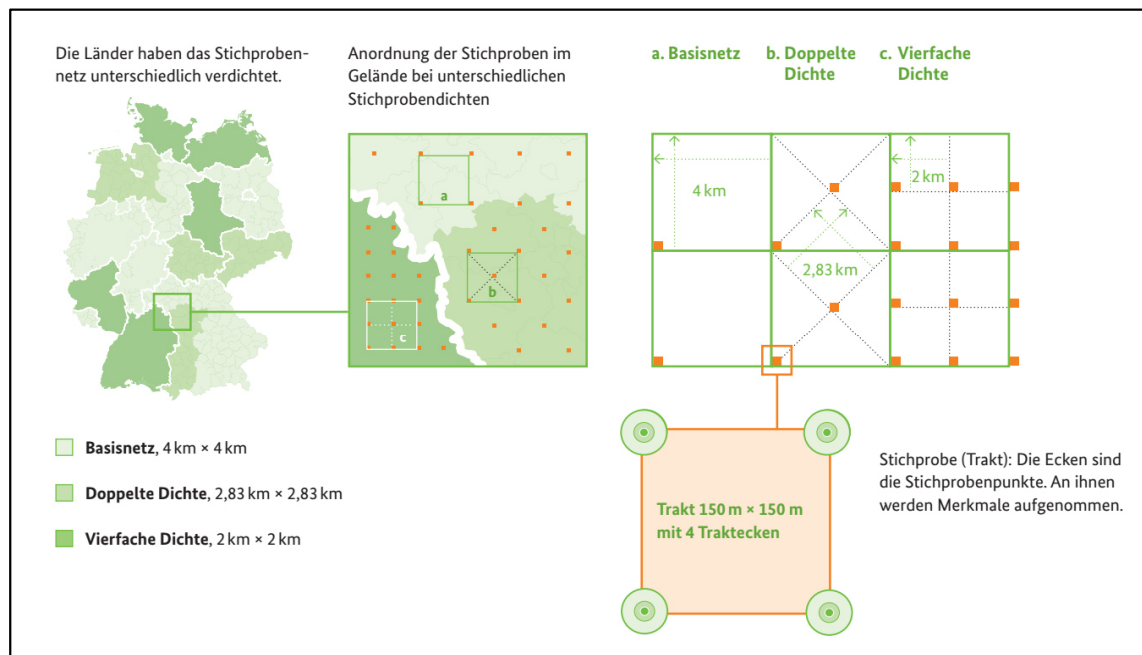 Die Länder haben das Stichproben-
netz unterschiedlich verdichtet.
Anordnung der Stichproben im
Gelände bei unterschiedlichen
Stichprobendichten
a. Basisnetz
b. Doppelte
Dichte
c. Vierfache
Dichte
a
b
c
4 km
2 km
2,83 km
Basisnetz, 4 km × 4 km
Doppelte Dichte, 2,83 km × 2,83 km
Vierfache Dichte, 2 km × 2 km
Trakt 150 m × 150 m
mit 4 Traktecken
Stichprobe (Trakt): Die Ecken sind
die Stichprobenpunkte. An ihnen
werden Merkmale aufgenommen.